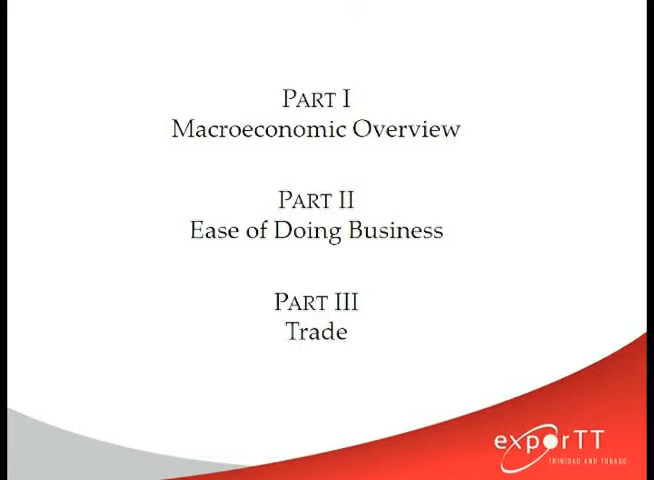 PART I
Macroeconomic Overview
PART II
Ease of Doing Business
PART III
Trade
exporTT
TRINIDAD AND TOBAGO